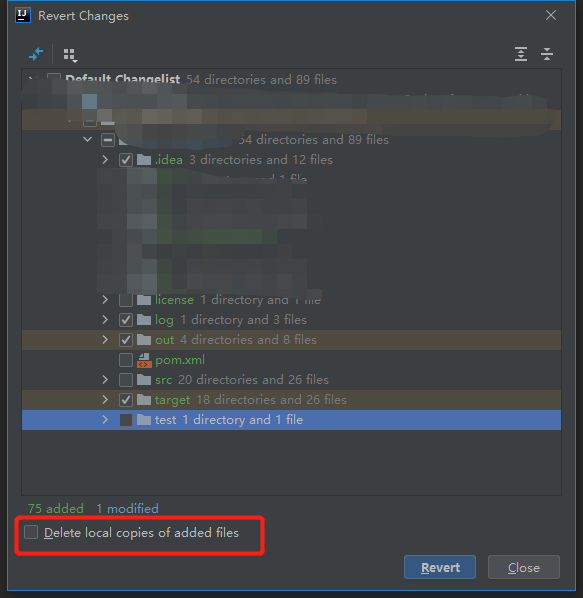 IJ Revert Changes
Default Changelist 54 directories and 89 files
54 directories and 89 files
.idea 3 directories and 12 files
license 1 directory and 1 file
log 1 directory and 3 files
out 4 directories and 8 files
pom.xml
src 20 directories and 26 files
target 18 directories and 26 files
test 1 directory and 1 file
75 added 1 modified
Delete local copies of added files
Revert Close